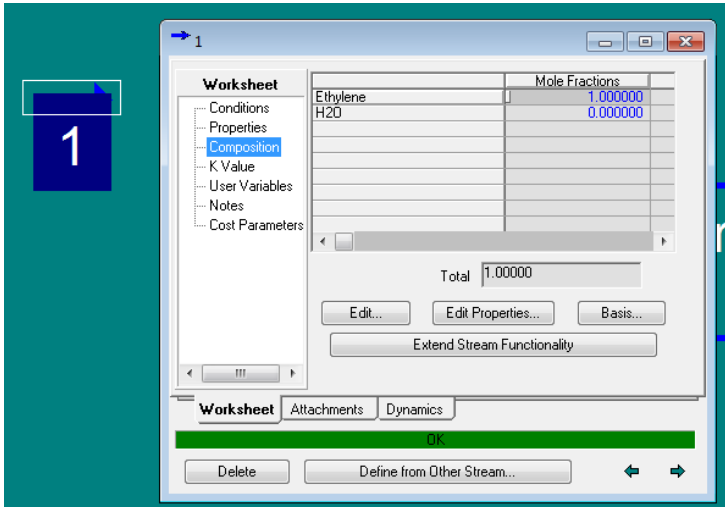 1
1
Worksheet
Conditions
Properties
Composition
K Value
User Variables
Notes
Cost Parameters
Mole Fractions
Ethylene 1.000000
H2O 0.000000
Total 1.00000
Edit... Edit Properties... Basis...
Extend Stream Functionality
Worksheet Attachments Dynamics
OK
Delete Define from Other Stream...